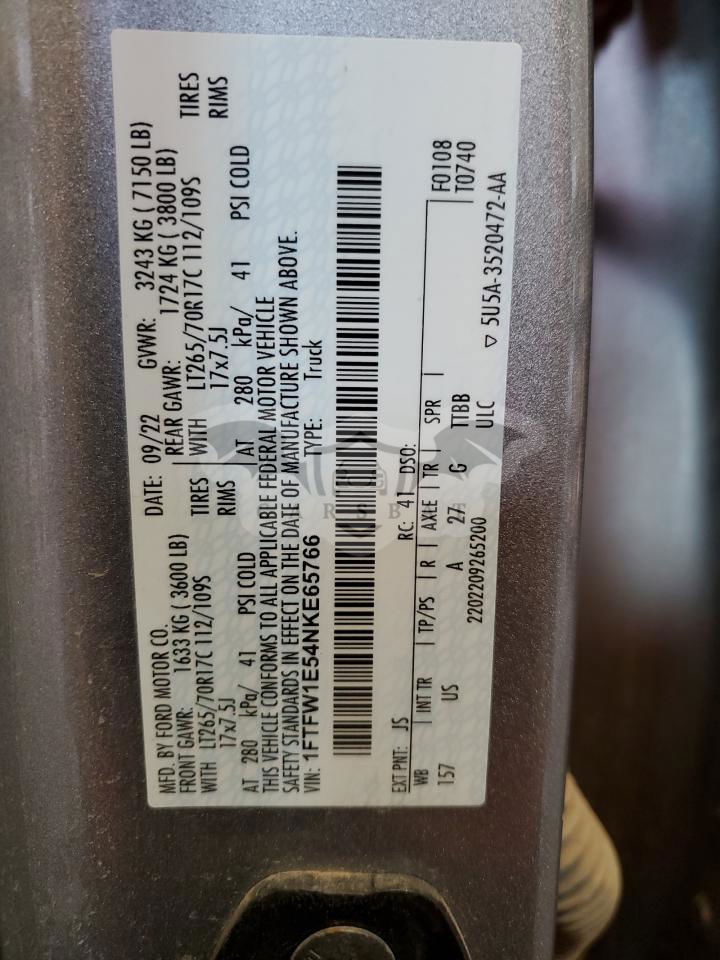 MFD. BY FORD MOTOR CO. DATE: 09/22 GVWR: 3243 KG ( 7150 LB)
FRONT GAWR: 1633 KG ( 3600 LB) REAR GAWR: 1724 KG ( 3800 LB)
WITH LT265/70R17C 112/109S TIRES WITH LT265/70R17C 112/109S TIRES
17x7.5J RIMS 17x7.5J RIMS
AT 280 kPa/ 41 PSI COLD AT 280 kPa/ 41 PSI COLD
THIS VEHICLE CONFORMS TO ALL APPLICABLE FEDERAL MOTOR VEHICLE
SAFETY STANDARDS IN EFFECT ON THE DATE OF MANUFACTURE SHOWN ABOVE.
VIN: 1FTFW1E54NKE65766 TYPE: Truck
EXT PNT: JS RC: 41 DSO: F0108
WB INT TR TP/PS R AXLE TR SPR T0740
157 US A 27 G TTBB
2202209265200 ULC
▽ 5U5A-3520472-AA
CARSBAT